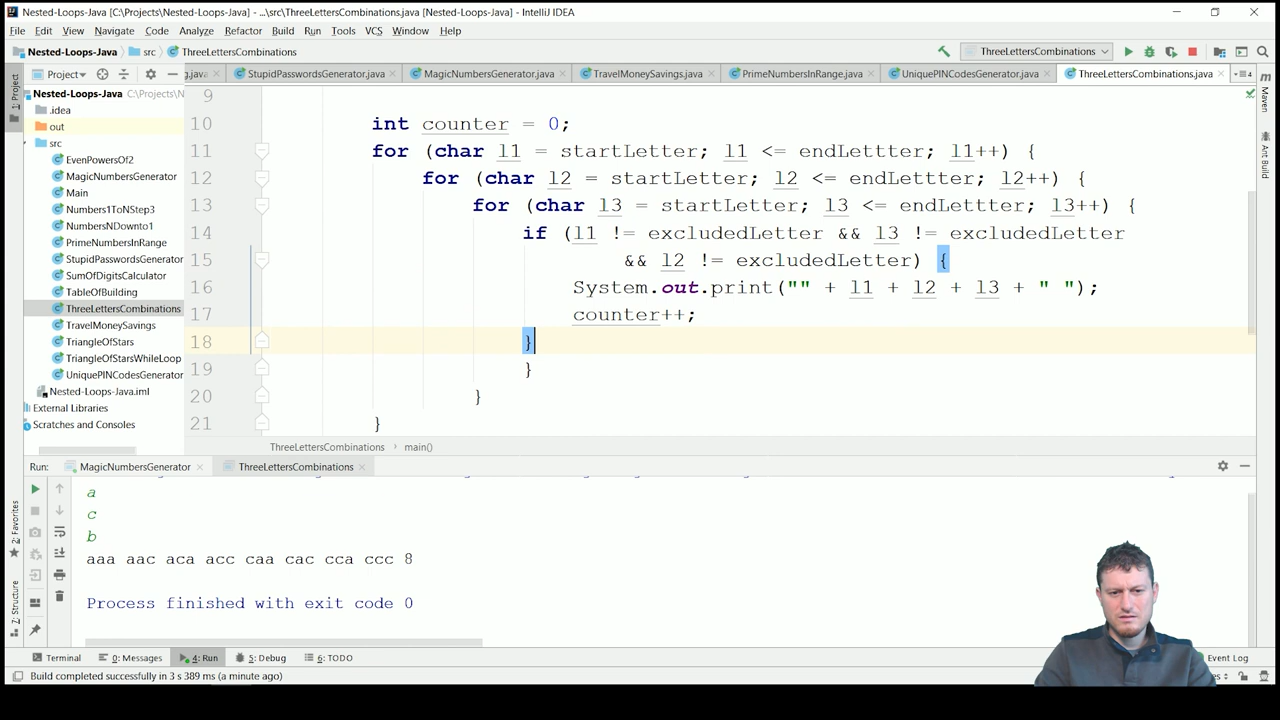 Nested-Loops-Java [C:\Projects\Nested-Loops-Java] - ...\src\ThreeLettersCombinations.java [Nested-Loops-Java] - IntelliJ IDEA
File Edit View Navigate Code Analyze Refactor Build Run Tools VCS Window Help
Nested-Loops-Java src ThreeLettersCombinations
ThreeLettersCombinations
Project
g.java StupidPasswordsGenerator.java MagicNumbersGenerator.java TravelMoneySavings.java PrimeNumbersInRange.java UniquePINCodesGenerator.java ThreeLettersCombinations.java
1: Project
Nested-Loops-Java C:\Projects\N
.idea
out
src
EvenPowersOf2
MagicNumbersGenerator
Main
Numbers1ToNStep3
NumbersNDownto1
PrimeNumbersInRange
StupidPasswordsGenerator
SumOfDigitsCalculator
TableOfBuilding
ThreeLettersCombinations
TravelMoneySavings
TriangleOfStars
TriangleOfStarsWhileLoop
UniquePINCodesGenerator
Nested-Loops-Java.iml
External Libraries
Scratches and Consoles
9
10 int counter = 0;
11 for (char l1 = startLetter; l1 <= endLettter; l1++) {
12 for (char l2 = startLetter; l2 <= endLettter; l2++) {
13 for (char l3 = startLetter; l3 <= endLettter; l3++) {
14 if (l1 != excludedLetter && l3 != excludedLetter
15 && l2 != excludedLetter) {
16 System.out.print("" + l1 + l2 + l3 + " ");
17 counter++;
18 }
19 }
20 }
21 }
ThreeLettersCombinations main()
Maven
Ant Build
Run: MagicNumbersGenerator ThreeLettersCombinations
a
c
b
aaa aac aca acc caa cac cca ccc 8
Process finished with exit code 0
2: Favorites
Z: Structure
Terminal 0: Messages 4: Run 5: Debug 6: TODO Event Log
Build completed successfully in 3 s 389 ms (a minute ago)